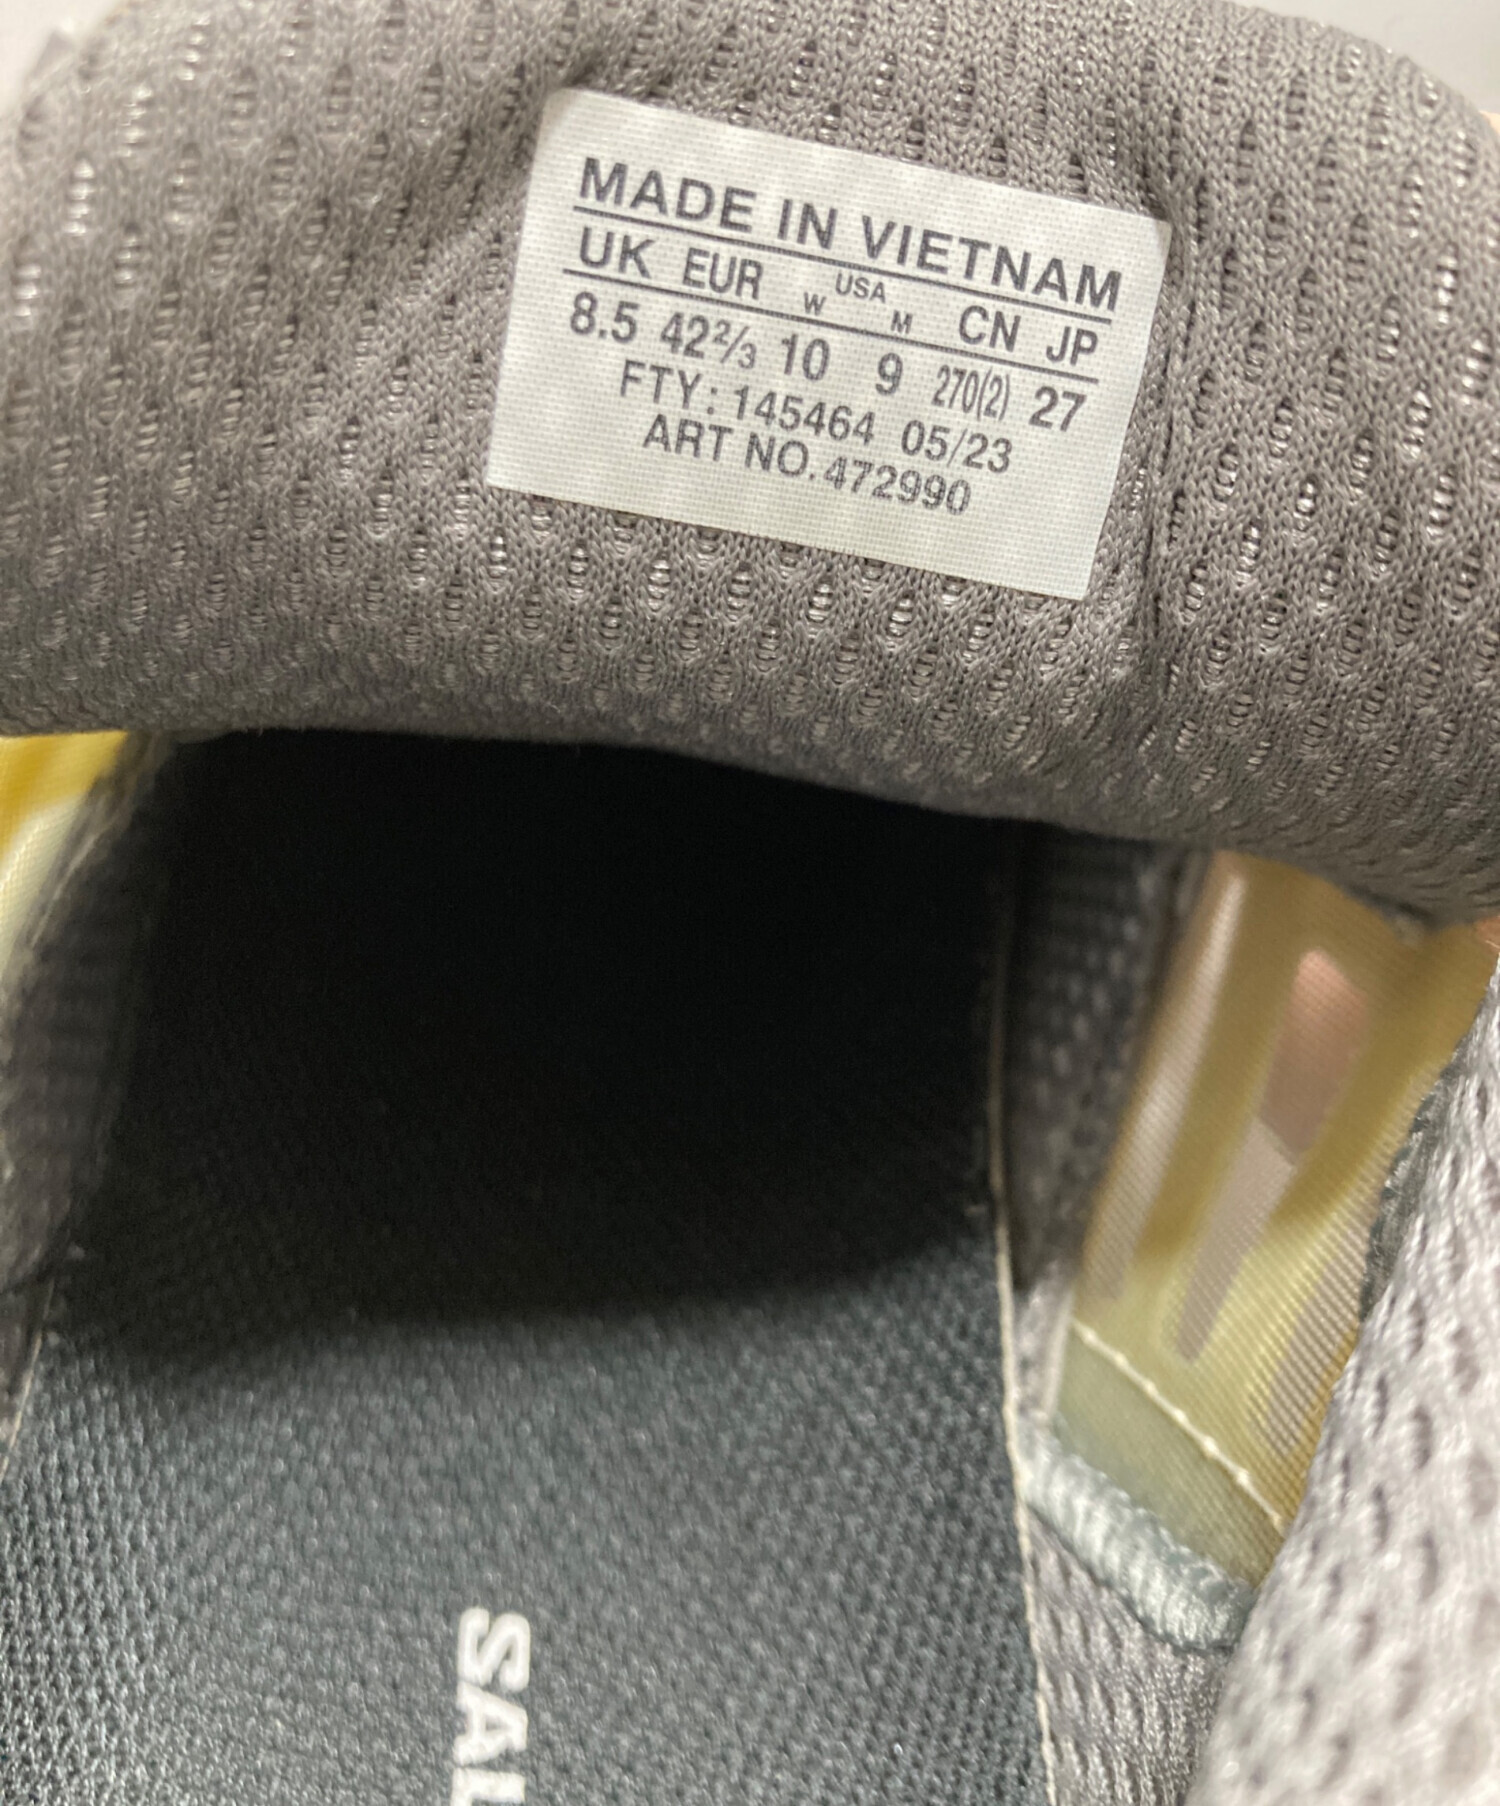 MADE IN VIETNAM
UK EUR W USA M CN JP
8.5 42⅔ 10 9 270(2) 27
FTY: 145464 05/23
ART NO. 472990
SAL